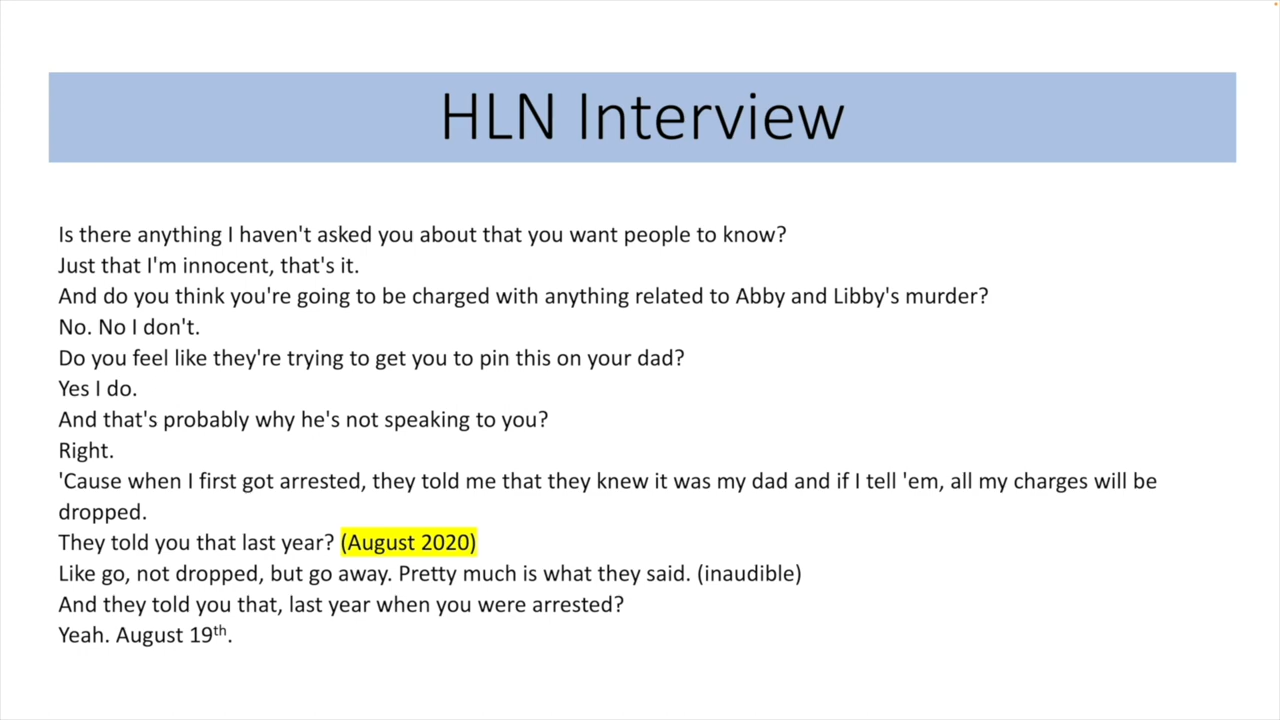 HLN Interview
Is there anything I haven't asked you about that you want people to know?
Just that I'm innocent, that's it.
And do you think you're going to be charged with anything related to Abby and Libby's murder?
No. No I don't.
Do you feel like they're trying to get you to pin this on your dad?
Yes I do.
And that's probably why he's not speaking to you?
Right.
'Cause when I first got arrested, they told me that they knew it was my dad and if I tell 'em, all my charges will be
dropped.
They told you that last year? (August 2020)
Like go, not dropped, but go away. Pretty much is what they said. (inaudible)
And they told you that, last year when you were arrested?
Yeah. August 19th.